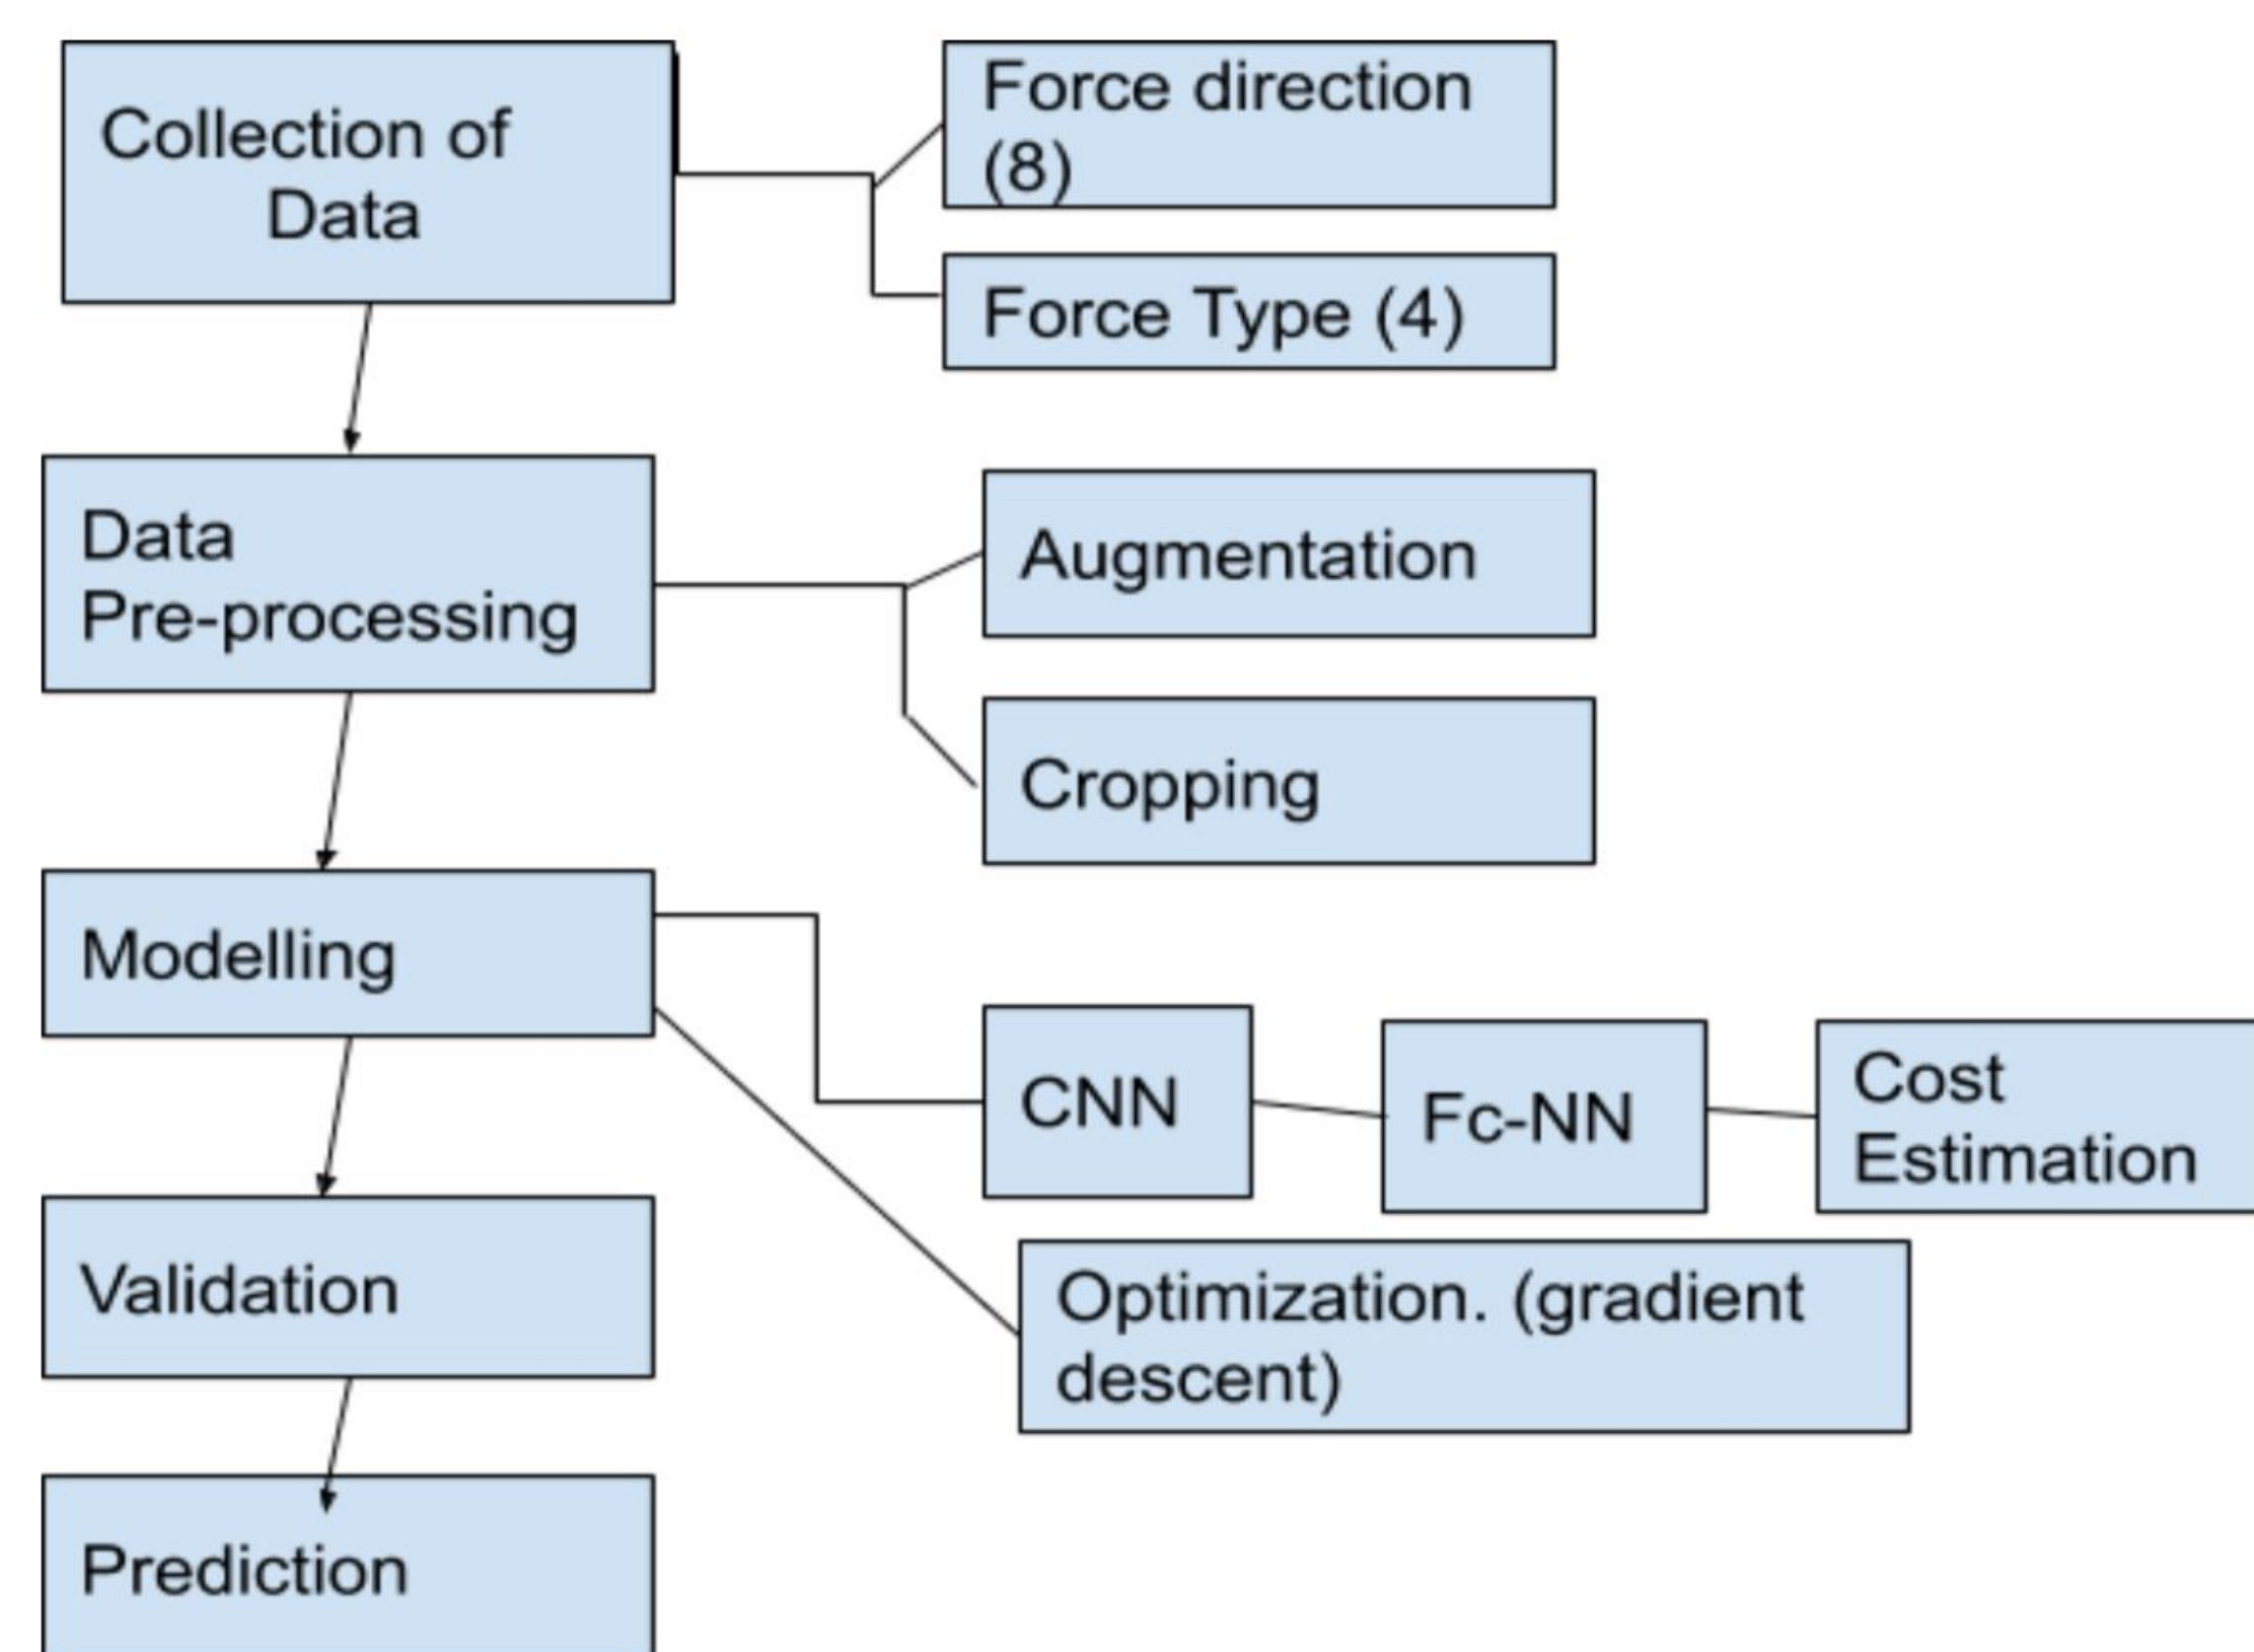 Collection of
Data
Force direction
(8)
Force Type (4)
Data
Pre-processing
Augmentation
Cropping
Modelling
CNN
Fc-NN
Cost
Estimation
Optimization. (gradient
descent)
Validation
Prediction